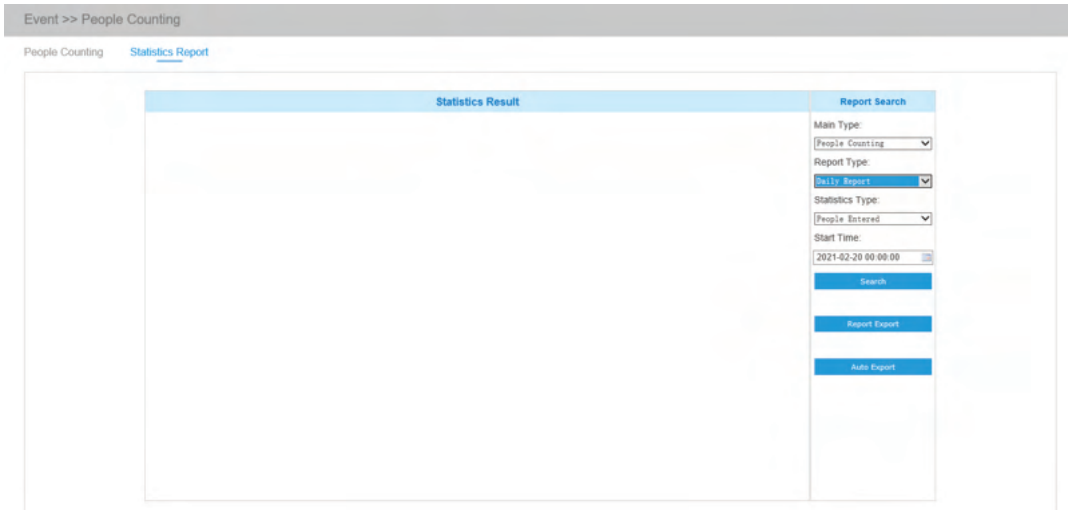 Event >> People Counting
People Counting Statistics Report
Statistics Result
Report Search
Main Type:
People Counting
Report Type:
Daily Report
Statistics Type:
People Entered
Start Time:
2021-02-20 00:00:00
Search
Report Export
Auto Export